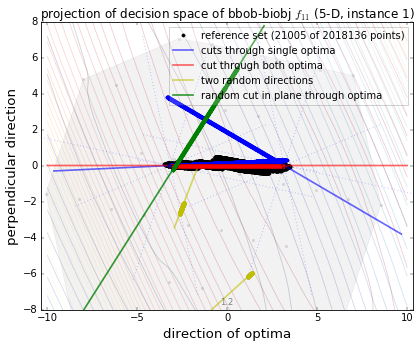 projection of decision space of bbob-biobj f₁₁ (5-D, instance 1)
reference set (21005 of 2018136 points)
cuts through single optima
cut through both optima
two random directions
random cut in plane through optima
perpendicular direction
8
6
4
2
0
−2
−4
−6
−8
1.2
−10
−5
0
5
10
direction of optima